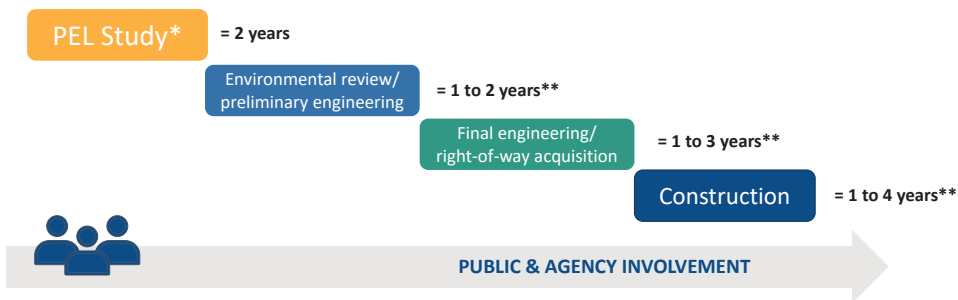 PEL Study*
= 2 years
Environmental review/
preliminary engineering
= 1 to 2 years**
Final engineering/
right-of-way acquisition
= 1 to 3 years**
Construction
= 1 to 4 years**
PUBLIC & AGENCY INVOLVEMENT